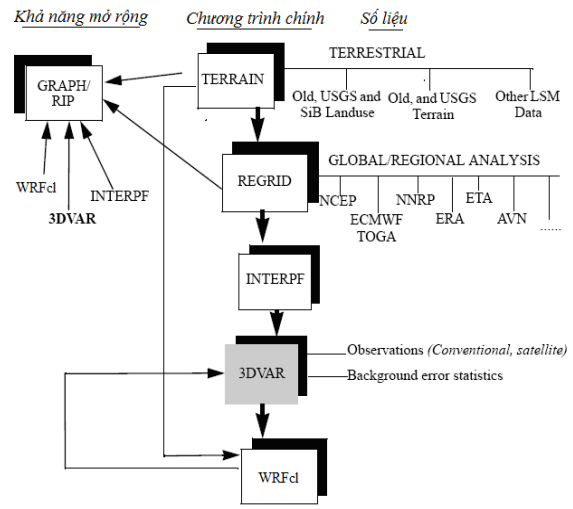 Khả năng mở rộng
Chương trình chính
Số liệu
TERRESTRIAL
GRAPH/
RIP
TERRAIN
Old, USGS and
SiB Landuse
Old, and USGS
Terrain
Other LSM
Data
GLOBAL/REGIONAL ANALYSIS
REGRID
WRFcl
INTERPF
3DVAR
NCEP
ECMWF
TOGA
NNRP
ERA
ETA
AVN
......
INTERPF
3DVAR
Observations (Conventional, satellite)
Background error statistics
WRFcl